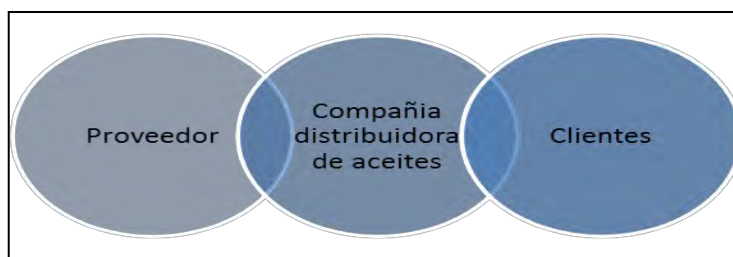 Proveedor
Compañia
distribuidora
de aceites
Clientes